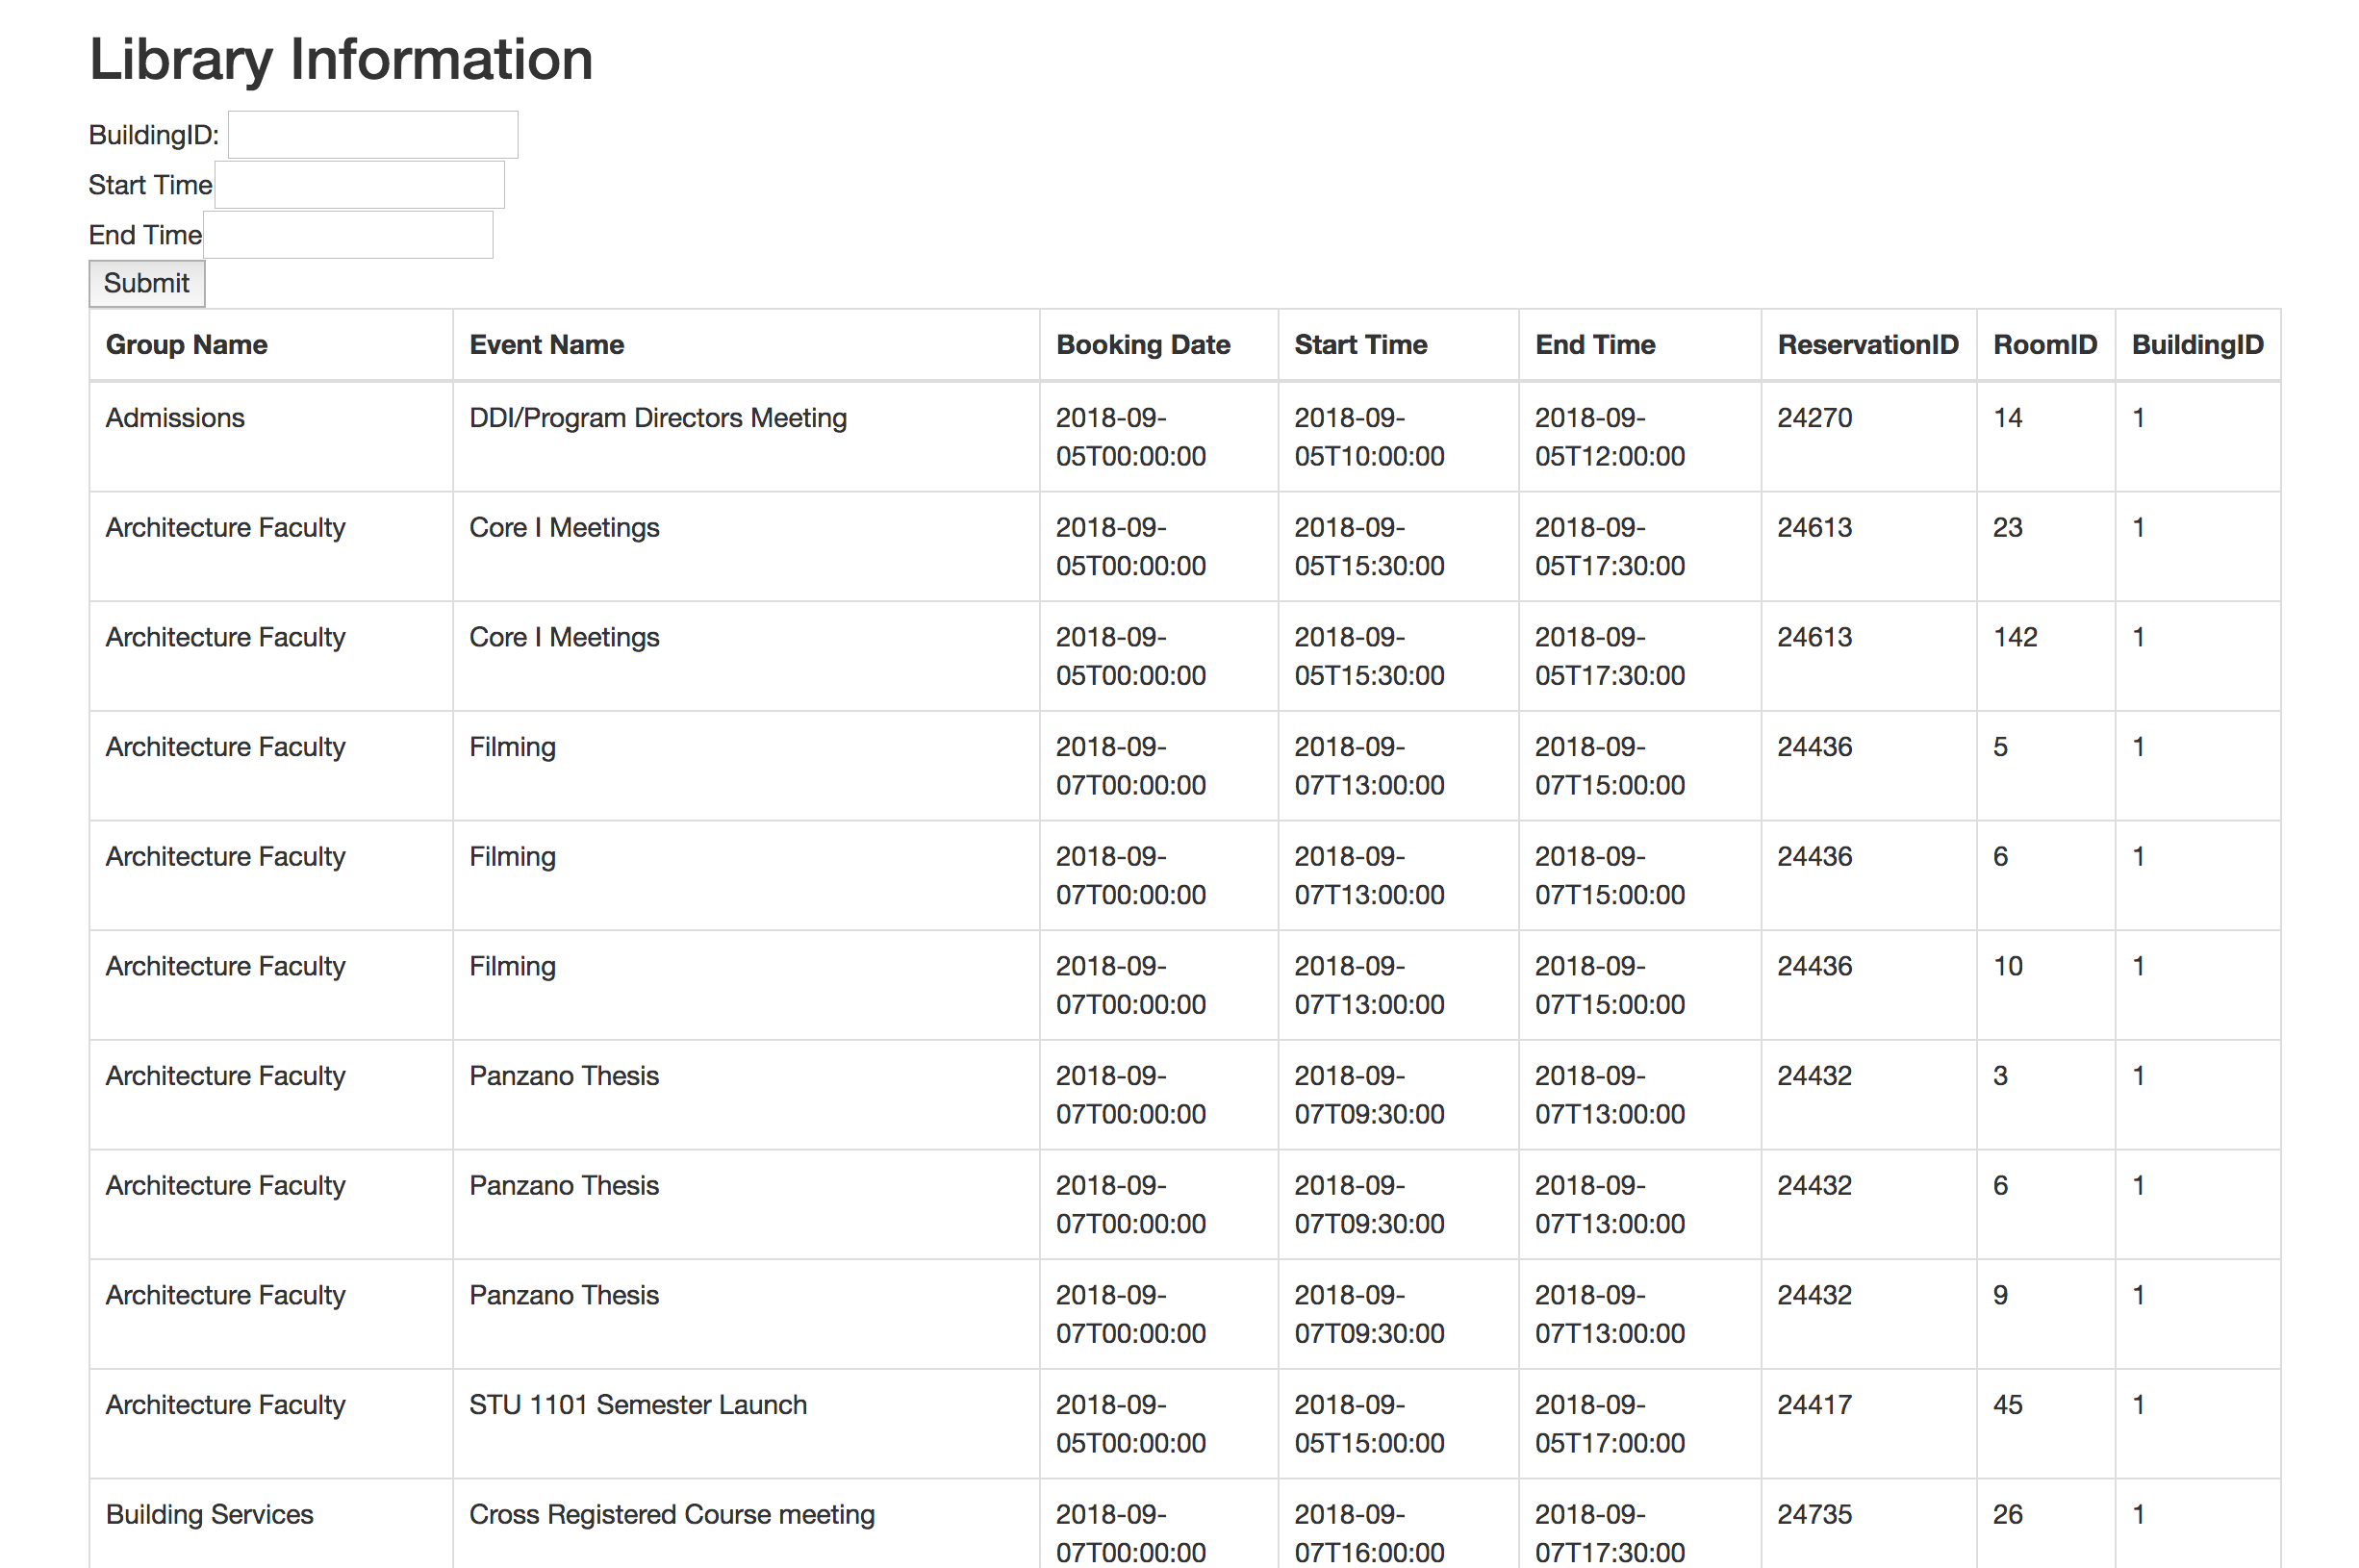 Library Information
BuildingID:
Start Time
End Time
Submit
Group Name Event Name Booking Date Start Time End Time ReservationID RoomID BuildingID
Admissions DDI/Program Directors Meeting 2018-09- 2018-09- 2018-09- 24270 14 1
05T00:00:00 05T10:00:00 05T12:00:00
Architecture Faculty Core I Meetings 2018-09- 2018-09- 2018-09- 24613 23 1
05T00:00:00 05T15:30:00 05T17:30:00
Architecture Faculty Core I Meetings 2018-09- 2018-09- 2018-09- 24613 142 1
05T00:00:00 05T15:30:00 05T17:30:00
Architecture Faculty Filming 2018-09- 2018-09- 2018-09- 24436 5 1
07T00:00:00 07T13:00:00 07T15:00:00
Architecture Faculty Filming 2018-09- 2018-09- 2018-09- 24436 6 1
07T00:00:00 07T13:00:00 07T15:00:00
Architecture Faculty Filming 2018-09- 2018-09- 2018-09- 24436 10 1
07T00:00:00 07T13:00:00 07T15:00:00
Architecture Faculty Panzano Thesis 2018-09- 2018-09- 2018-09- 24432 3 1
07T00:00:00 07T09:30:00 07T13:00:00
Architecture Faculty Panzano Thesis 2018-09- 2018-09- 2018-09- 24432 6 1
07T00:00:00 07T09:30:00 07T13:00:00
Architecture Faculty Panzano Thesis 2018-09- 2018-09- 2018-09- 24432 9 1
07T00:00:00 07T09:30:00 07T13:00:00
Architecture Faculty STU 1101 Semester Launch 2018-09- 2018-09- 2018-09- 24417 45 1
05T00:00:00 05T15:00:00 05T17:00:00
Building Services Cross Registered Course meeting 2018-09- 2018-09- 2018-09- 24735 26 1
07T00:00:00 07T16:00:00 07T17:30:00